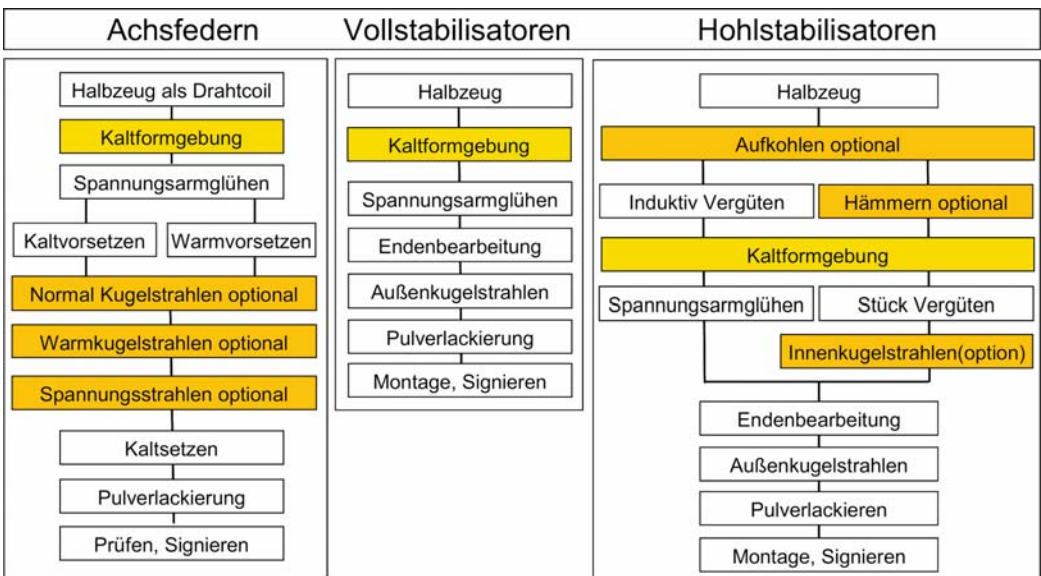 Achsfedern
Vollstabilisatoren
Hohlstabilisatoren
Halbzeug als Drahtcoil
Kaltformgebung
Spannungsarmglühen
Kaltvorsetzen
Warmvorsetzen
Normal Kugelstrahlen optional
Warmkugelstrahlen optional
Spannungsstrahlen optional
Kaltsetzen
Pulverlackierung
Prüfen, Signieren
Halbzeug
Kaltformgebung
Spannungsarmglühen
Endenbearbeitung
Außenkugelstrahlen
Pulverlackierung
Montage, Signieren
Halbzeug
Aufkohlen optional
Induktiv Vergüten
Hämmern optional
Kaltformgebung
Spannungsarmglühen
Stück Vergüten
Innenkugelstrahlen(option)
Endenbearbeitung
Außenkugelstrahlen
Pulverlackieren
Montage, Signieren